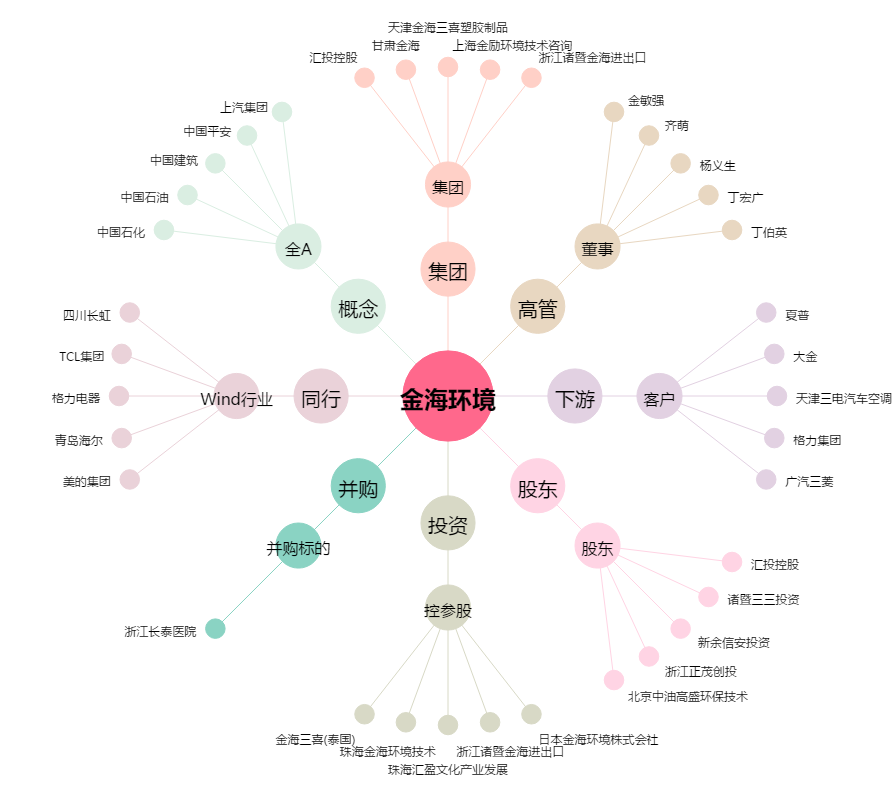 天津金海三喜塑胶制品
甘肃金海
上海金励环境技术咨询
汇投控股
浙江诸暨金海进出口
集团
集团
上汽集团
中国平安
中国建筑
中国石油
中国石化
全A
概念
金敏强
齐萌
杨义生
丁宏广
丁伯英
董事
高管
四川长虹
TCL集团
格力电器
青岛海尔
美的集团
Wind行业
同行
金海环境
下游
客户
夏普
大金
天津三电汽车空调
格力集团
广汽三菱
并购
并购标的
浙江长泰医院
投资
控参股
金海三喜(泰国)
珠海金海环境技术
珠海汇盈文化产业发展
浙江诸暨金海进出口
日本金海环境株式会社
股东
股东
汇投控股
诸暨三三投资
新余信安投资
浙江正茂创投
北京中油高盛环保技术